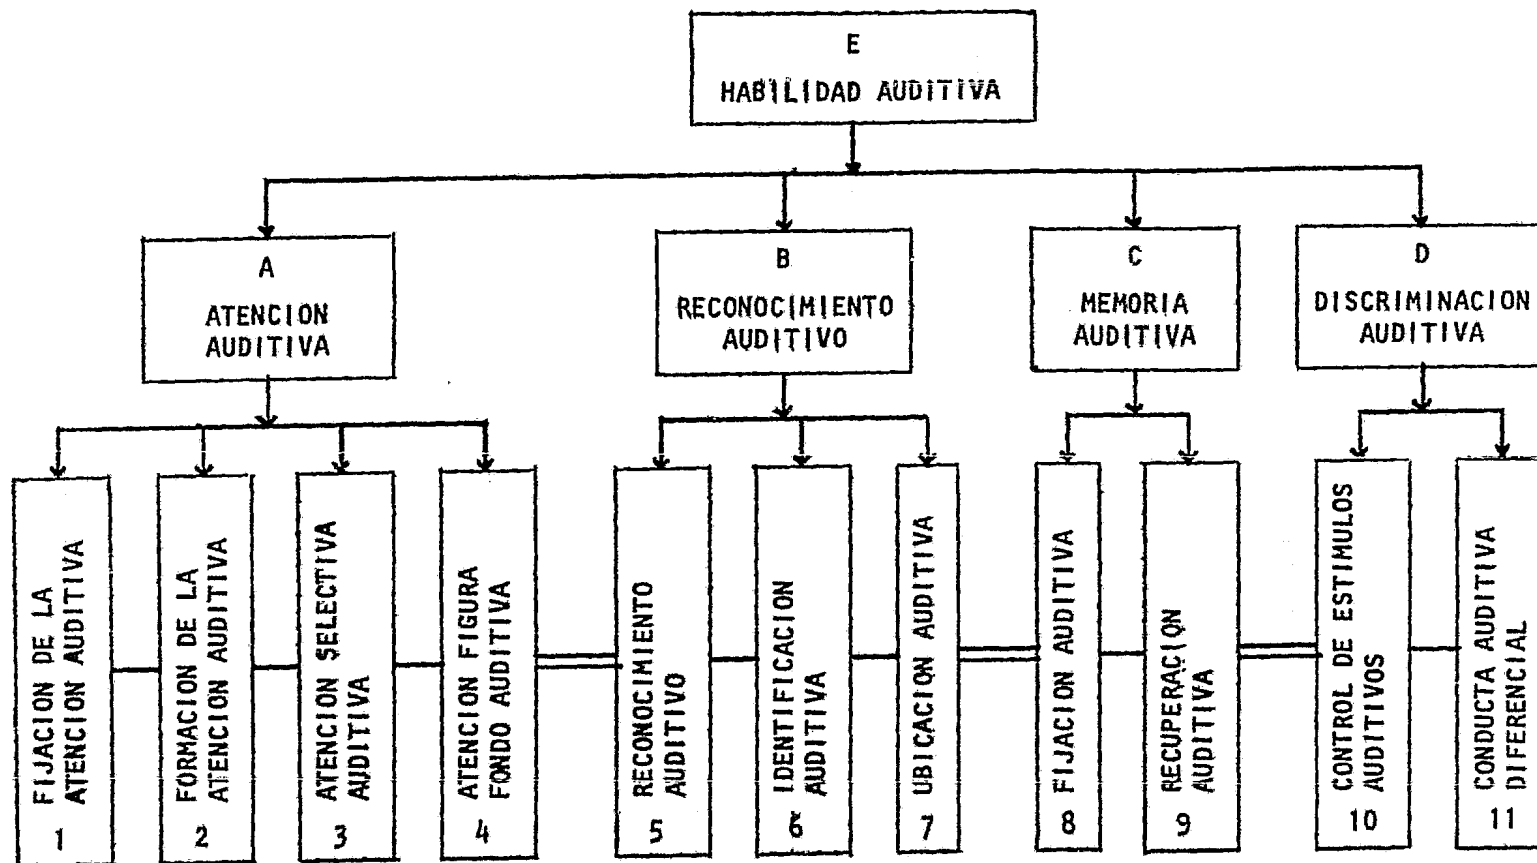 E
HABILIDAD AUDITIVA
A
ATENCION
AUDITIVA
B
RECONOCIMIENTO
AUDITIVO
C
MEMORIA
AUDITIVA
D
DISCRIMINACION
AUDITIVA
FIJACION DE LA
ATENCION AUDITIVA
1
FORMACION DE LA
ATENCION AUDITIVA
2
ATENCION SELECTIVA
AUDITIVA
3
ATENCION FIGURA
FONDO AUDITIVA
4
RECONOCIMIENTO
AUDITIVO
5
IDENTIFICACION
AUDITIVA
6
UBICACION AUDITIVA
7
FIJACION AUDITIVA
8
RECUPERACION
AUDITIVA
9
CONTROL DE ESTIMULOS
AUDITIVOS
10
CONDUCTA AUDITIVA
DIFERENCIAL
11